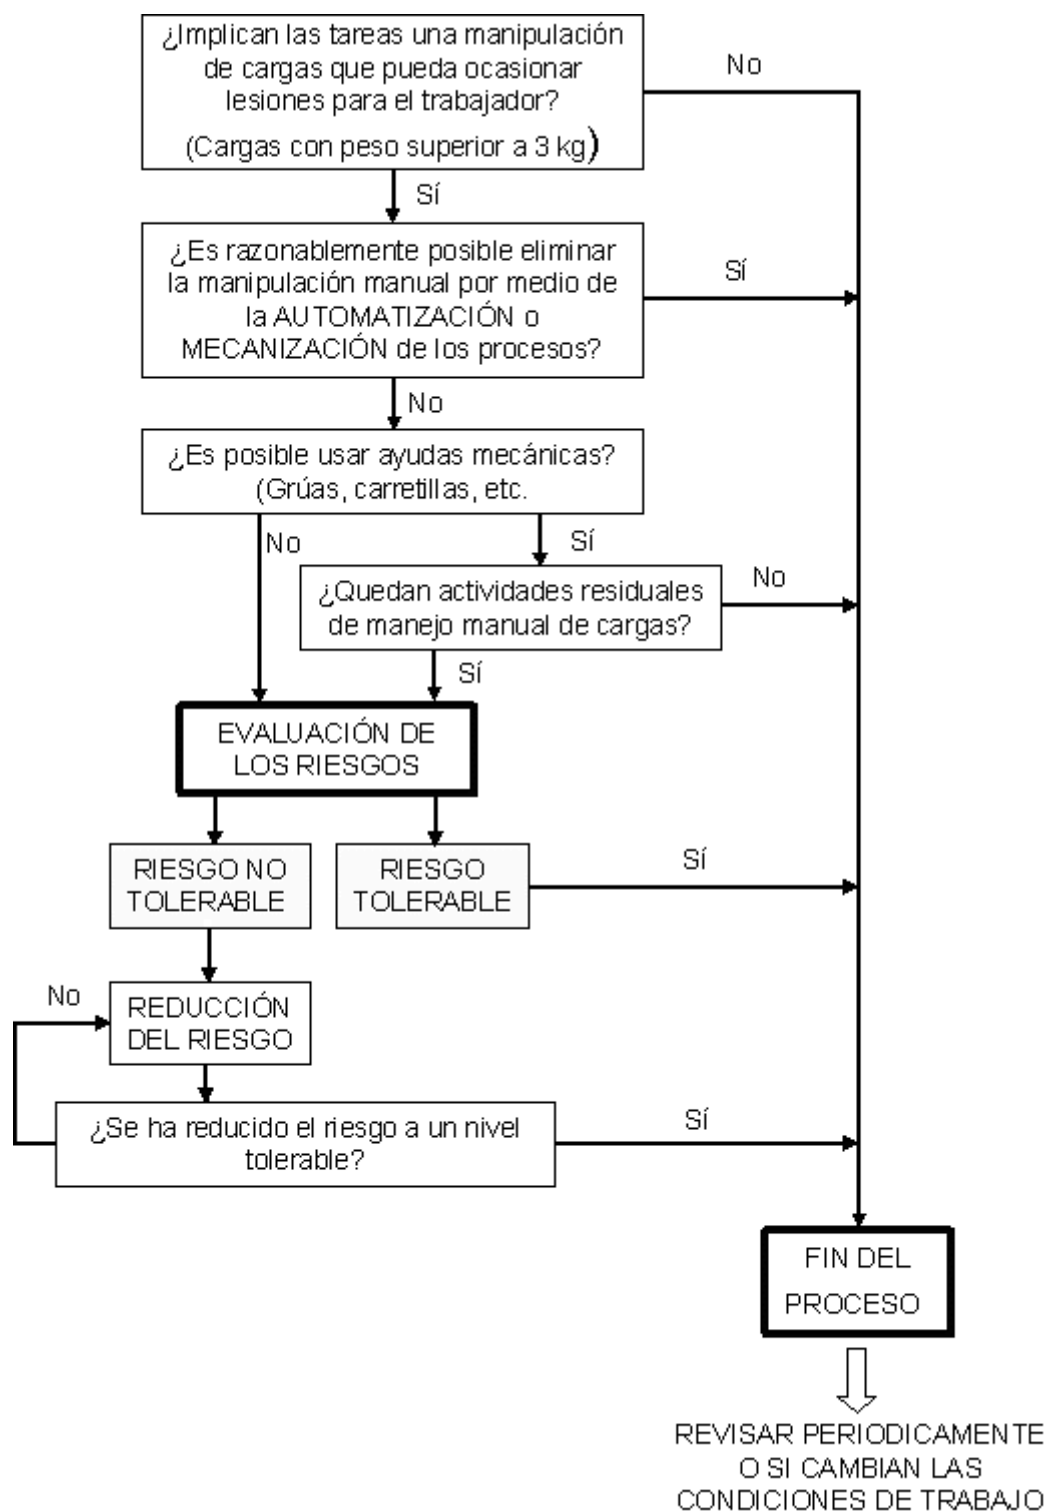 ¿Implican las tareas una manipulación
de cargas que pueda ocasionar
lesiones para el trabajador?
(Cargas con peso superior a 3 kg)
No
Sí
¿Es razonablemente posible eliminar
la manipulación manual por medio de
la AUTOMATIZACIÓN o
MECANIZACIÓN de los procesos?
Sí
No
¿Es posible usar ayudas mecánicas?
(Grúas, carretillas, etc.
No
Sí
¿Quedan actividades residuales
de manejo manual de cargas?
No
Sí
EVALUACIÓN DE
LOS RIESGOS
RIESGO NO
TOLERABLE
RIESGO
TOLERABLE
Sí
No
REDUCCIÓN
DEL RIESGO
¿Se ha reducido el riesgo a un nivel
tolerable?
Sí
FIN DEL
PROCESO
REVISAR PERIODICAMENTE
O SI CAMBIAN LAS
CONDICIONES DE TRABAJO